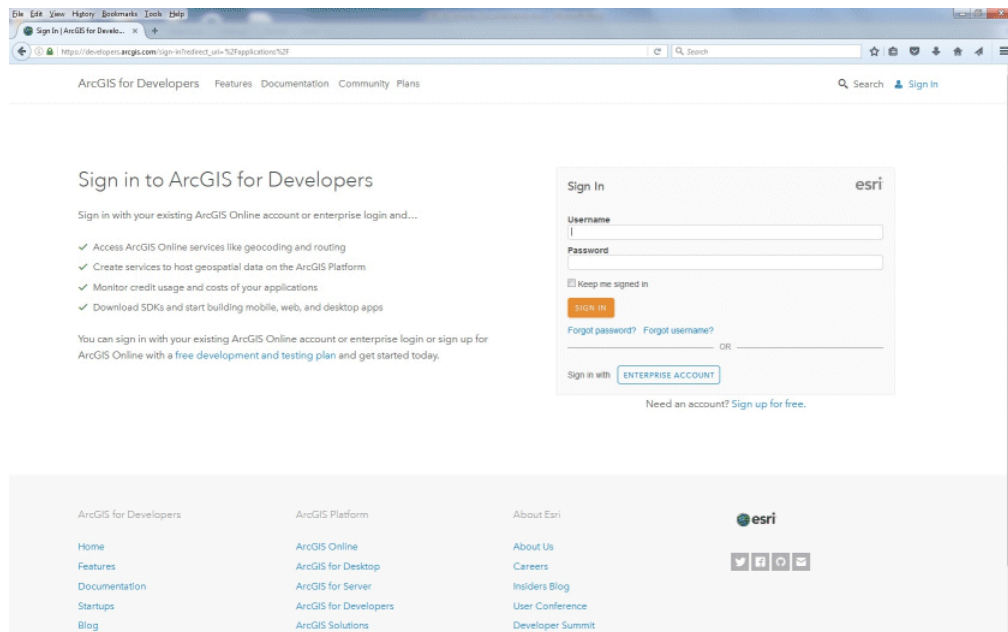 File Edit View History Bookmarks Tools Help
Sign In | ArcGIS for Develo... × +
https://developers.arcgis.com/sign-in?redirect_uri=%2Fapplications%2F
Search
ArcGIS for Developers Features Documentation Community Plans Search Sign In
Sign in to ArcGIS for Developers
Sign in with your existing ArcGIS Online account or enterprise login and...
✓ Access ArcGIS Online services like geocoding and routing
✓ Create services to host geospatial data on the ArcGIS Platform
✓ Monitor credit usage and costs of your applications
✓ Download SDKs and start building mobile, web, and desktop apps
You can sign in with your existing ArcGIS Online account or enterprise login or sign up for
ArcGIS Online with a free development and testing plan and get started today.
Sign In esri
Username
Password
Keep me signed in
SIGN IN
Forgot password? Forgot username?
OR
Sign in with ENTERPRISE ACCOUNT
Need an account? Sign up for free.
ArcGIS for Developers
Home
Features
Documentation
Startups
Blog
ArcGIS Platform
ArcGIS Online
ArcGIS for Desktop
ArcGIS for Server
ArcGIS for Developers
ArcGIS Solutions
About Esri
About Us
Careers
Insiders Blog
User Conference
Developer Summit
esri